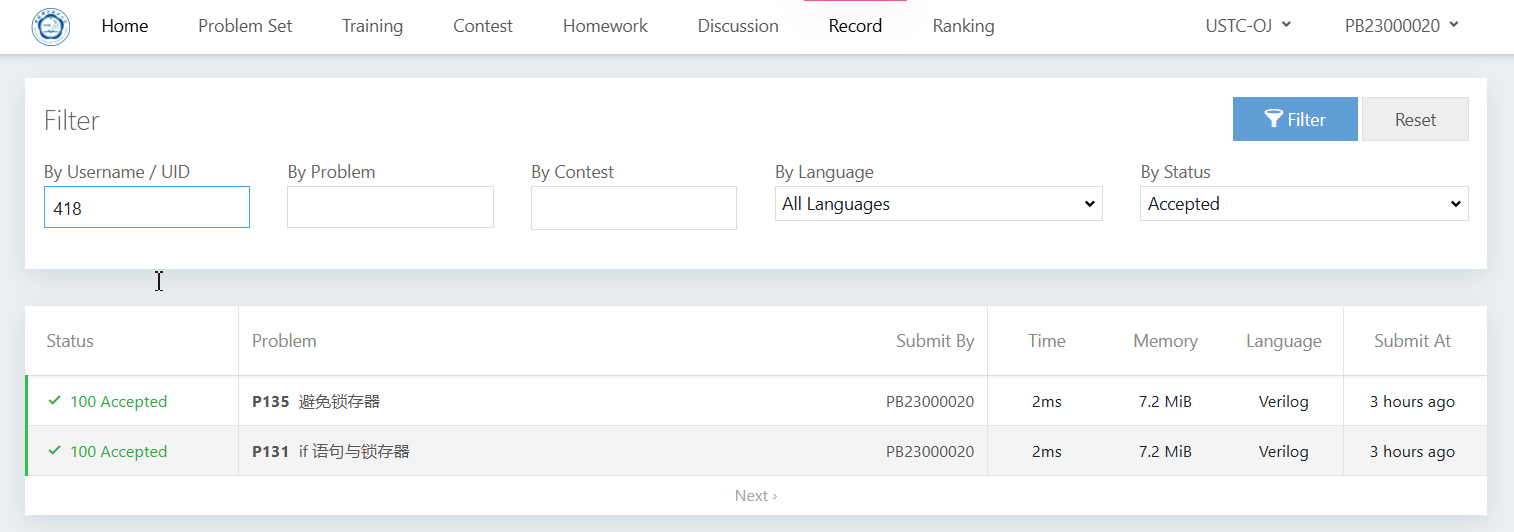 Home Problem Set Training Contest Homework Discussion Record Ranking USTC-OJ PB23000020
Filter Filter Reset
By Username / UID By Problem By Contest By Language By Status
418 All Languages Accepted
Status Problem Submit By Time Memory Language Submit At
100 Accepted P135 避免锁存器 PB23000020 2ms 7.2 MiB Verilog 3 hours ago
100 Accepted P131 if 语句与锁存器 PB23000020 2ms 7.2 MiB Verilog 3 hours ago
Next ›